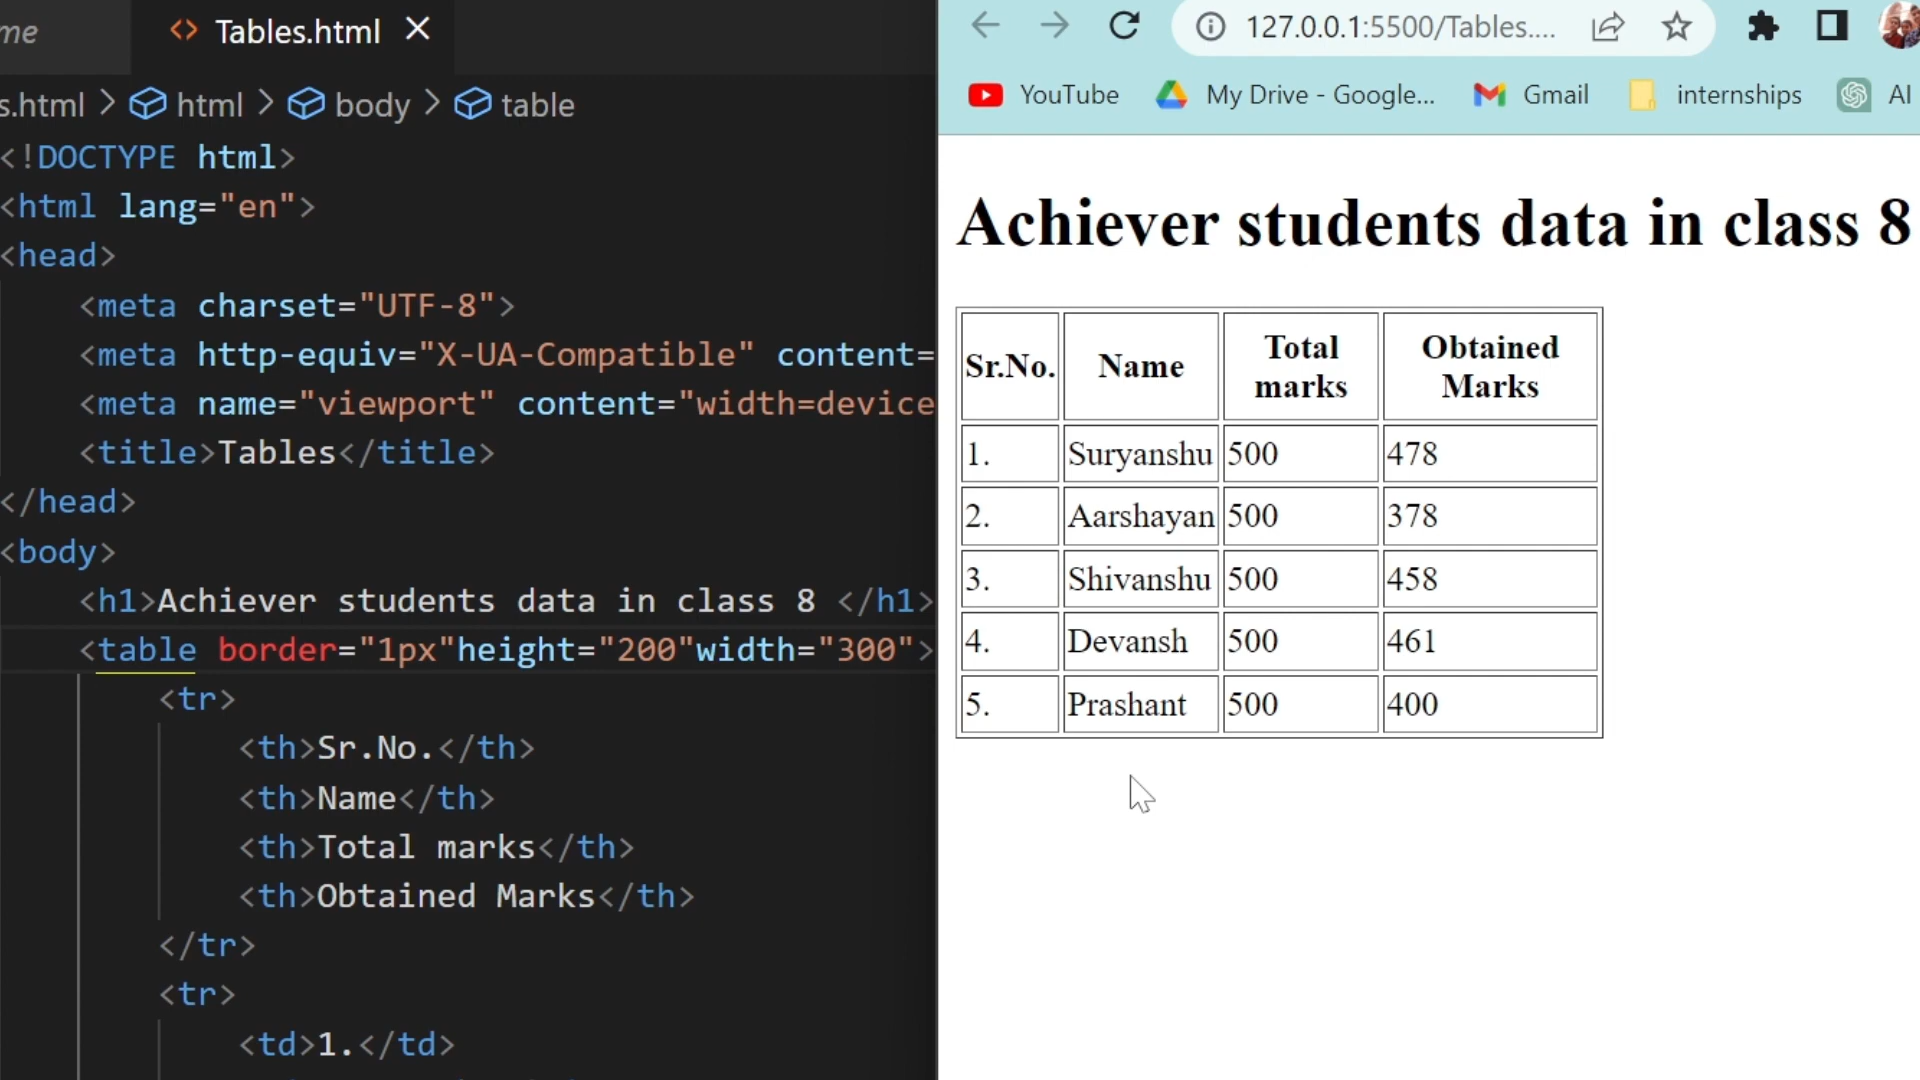 me
Tables.html
s.html > html > body > table
<!DOCTYPE html>
<html lang="en">
<head>
<meta charset="UTF-8">
<meta http-equiv="X-UA-Compatible" content=
<meta name="viewport" content="width=device
<title>Tables</title>
</head>
<body>
<h1>Achiever students data in class 8 </h1>
<table border="1px"height="200"width="300">
<tr>
<th>Sr.No.</th>
<th>Name</th>
<th>Total marks</th>
<th>Obtained Marks</th>
</tr>
<tr>
<td>1.</td>
127.0.0.1:5500/Tables....
YouTube My Drive - Google... Gmail internships AI
Achiever students data in class 8
Sr.No. Name Total marks Obtained Marks
1. Suryanshu 500 478
2. Aarshayan 500 378
3. Shivanshu 500 458
4. Devansh 500 461
5. Prashant 500 400